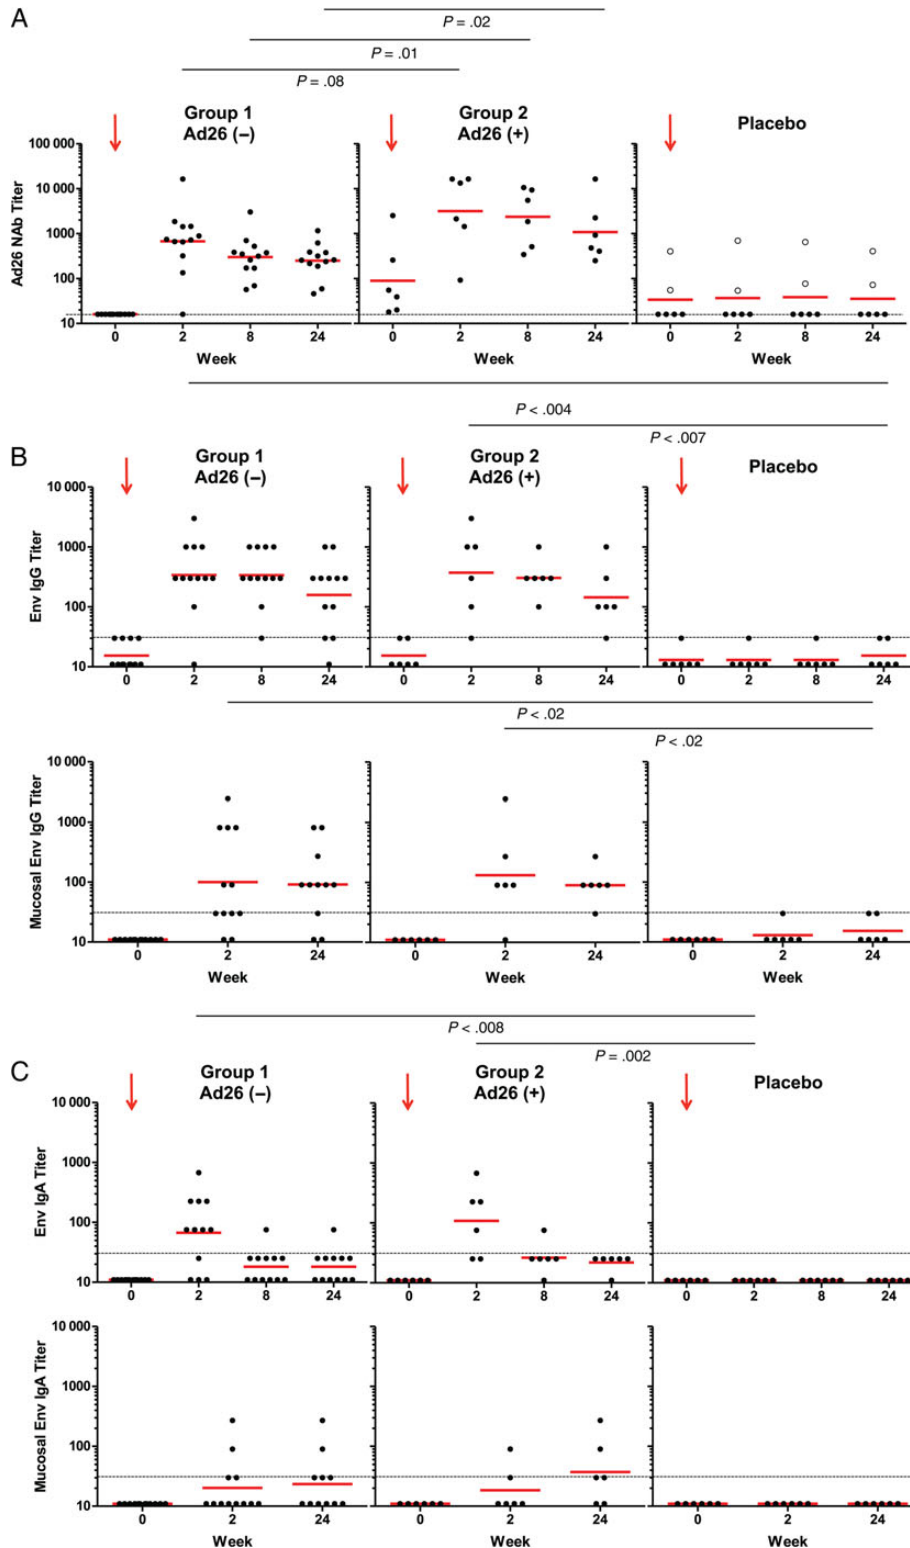 A
P = .02
P = .01
P = .08
Group 1 Group 2 Placebo
Ad26 (–) Ad26 (+)
Ad26 NAb Titer
100 000
10 000
1000
100
10
0 2 8 24 0 2 8 24 0 2 8 24
Week Week Week
P < .004
P < .007
B
Group 1 Group 2 Placebo
Ad26 (–) Ad26 (+)
Env IgG Titer
10 000
1000
100
10
0 2 8 24 0 2 8 24 0 2 8 24
P < .02
P < .02
Mucosal Env IgG Titer
10 000
1000
100
10
0 2 24 0 2 24 0 2 24
Week Week Week
P < .008
P = .002
C
Group 1 Group 2 Placebo
Ad26 (–) Ad26 (+)
Env IgA Titer
10 000
1000
100
10
0 2 8 24 0 2 8 24 0 2 8 24
Mucosal Env IgA Titer
10 000
1000
100
10
0 2 24 0 2 24 0 2 24
Week Week Week